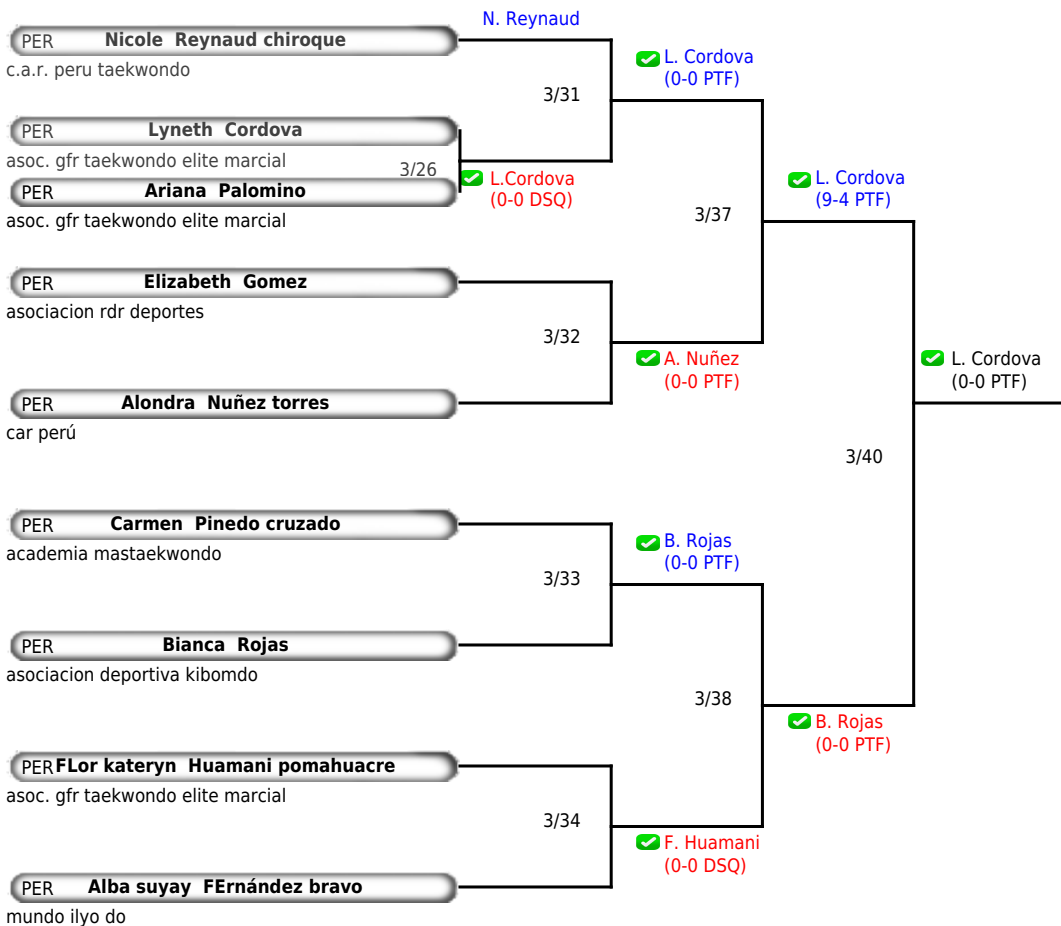 N. Reynaud
PER Nicole Reynaud chiroque
c.a.r. peru taekwondo
L. Cordova
(0-0 PTF)
3/31
PER Lyneth Cordova
asoc. gfr taekwondo elite marcial
3/26
L.Cordova
(0-0 DSQ)
PER Ariana Palomino
asoc. gfr taekwondo elite marcial
L. Cordova
(9-4 PTF)
3/37
PER Elizabeth Gomez
asociacion rdr deportes
3/32
A. Nuñez
(0-0 PTF)
L. Cordova
(0-0 PTF)
PER Alondra Nuñez torres
car perú
3/40
PER Carmen Pinedo cruzado
academia mastaekwondo
B. Rojas
(0-0 PTF)
3/33
PER Bianca Rojas
asociacion deportiva kibomdo
3/38
B. Rojas
(0-0 PTF)
PER FLor kateryn Huamani pomahuacre
asoc. gfr taekwondo elite marcial
3/34
F. Huamani
(0-0 DSQ)
PER Alba suyay FErnández bravo
mundo ilyo do